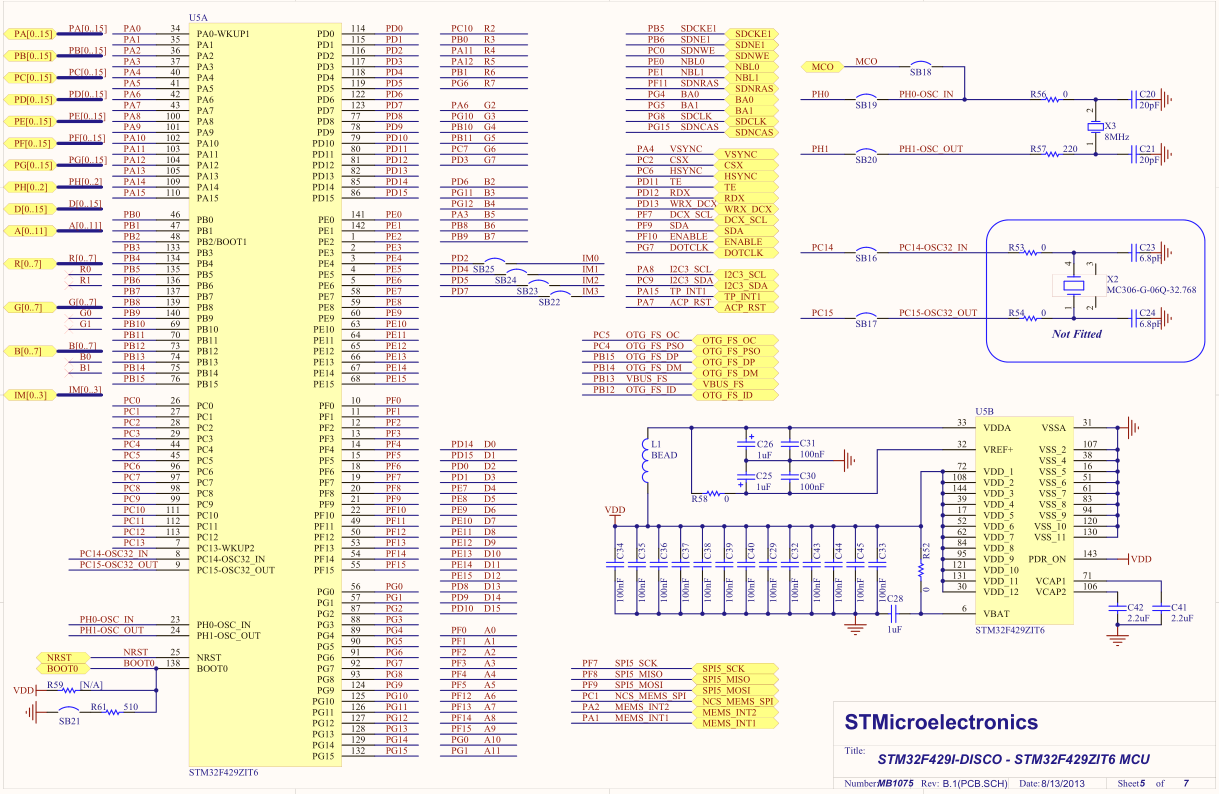 PA[0..15] PA[0..15]
PB[0..15] PB[0..15]
PC[0..15] PC[0..15]
PD[0..15] PD[0..15]
PE[0..15] PE[0..15]
PF[0..15] PF[0..15]
PG[0..15] PG[0..15]
PH[0..2] PH[0..2]
D[0..15] D[0..15]
A[0..11] A[0..11]
R[0..7] R[0..7]
R0
R1
G[0..7] G[0..7]
G0
G1
B[0..7] B[0..7]
B0
B1
IM[0..3] IM[0..3]
U5A
PA0 34 PA0-WKUP1
PA1 35 PA1
PA2 36 PA2
PA3 37 PA3
PA4 40 PA4
PA5 41 PA5
PA6 42 PA6
PA7 43 PA7
PA8 100 PA8
PA9 101 PA9
PA10 102 PA10
PA11 103 PA11
PA12 104 PA12
PA13 105 PA13
PA14 109 PA14
PA15 110 PA15
PB0 46 PB0
PB1 47 PB1
PB2 48 PB2/BOOT1
PB3 133 PB3
PB4 134 PB4
PB5 135 PB5
PB6 136 PB6
PB7 137 PB7
PB8 139 PB8
PB9 140 PB9
PB10 69 PB10
PB11 70 PB11
PB12 73 PB12
PB13 74 PB13
PB14 75 PB14
PB15 76 PB15
PC0 26 PC0
PC1 27 PC1
PC2 28 PC2
PC3 29 PC3
PC4 44 PC4
PC5 45 PC5
PC6 96 PC6
PC7 97 PC7
PC8 98 PC8
PC9 99 PC9
PC10 111 PC10
PC11 112 PC11
PC12 113 PC12
PC13 7 PC13-WKUP2
PC14-OSC32_IN 8 PC14-OSC32_IN
PC15-OSC32_OUT 9 PC15-OSC32_OUT
PH0-OSC_IN 23 PH0-OSC_IN
PH1-OSC_OUT 24 PH1-OSC_OUT
NRST NRST 25 NRST
BOOT0 BOOT0 138 BOOT0
VDD R59 [N/A]
SB21 R61 510
PD0 114 PD0
PD1 115 PD1
PD2 116 PD2
PD3 117 PD3
PD4 118 PD4
PD5 119 PD5
PD6 122 PD6
PD7 123 PD7
PD8 77 PD8
PD9 78 PD9
PD10 79 PD10
PD11 80 PD11
PD12 81 PD12
PD13 82 PD13
PD14 85 PD14
PD15 86 PD15
PE0 141 PE0
PE1 142 PE1
PE2 1 PE2
PE3 2 PE3
PE4 3 PE4
PE5 4 PE5
PE6 5 PE6
PE7 58 PE7
PE8 59 PE8
PE9 60 PE9
PE10 63 PE10
PE11 64 PE11
PE12 65 PE12
PE13 66 PE13
PE14 67 PE14
PE15 68 PE15
PF0 10 PF0
PF1 11 PF1
PF2 12 PF2
PF3 13 PF3
PF4 14 PF4
PF5 15 PF5
PF6 18 PF6
PF7 19 PF7
PF8 20 PF8
PF9 21 PF9
PF10 22 PF10
PF11 49 PF11
PF12 50 PF12
PF13 53 PF13
PF14 54 PF14
PF15 55 PF15
PG0 56 PG0
PG1 57 PG1
PG2 87 PG2
PG3 88 PG3
PG4 89 PG4
PG5 90 PG5
PG6 91 PG6
PG7 92 PG7
PG8 93 PG8
PG9 124 PG9
PG10 125 PG10
PG11 126 PG11
PG12 127 PG12
PG13 128 PG13
PG14 129 PG14
PG15 132 PG15
STM32F429ZIT6
PC10 R2
PB0 R3
PA11 R4
PA12 R5
PB1 R6
PG6 R7
PA6 G2
PG10 G3
PB10 G4
PB11 G5
PC7 G6
PD3 G7
PD6 B2
PG11 B3
PG12 B4
PA3 B5
PB8 B6
PB9 B7
PD2 SB25 IM0
PD4 SB24 IM1
PD5 SB23 IM2
PD7 SB22 IM3
PD14 D0
PD15 D1
PD0 D2
PD1 D3
PE7 D4
PE8 D5
PE9 D6
PE10 D7
PE11 D8
PE12 D9
PE13 D10
PE14 D11
PE15 D12
PD8 D13
PD9 D14
PD10 D15
PF0 A0
PF1 A1
PF2 A2
PF3 A3
PF4 A4
PF5 A5
PF12 A6
PF13 A7
PF14 A8
PF15 A9
PG0 A10
PG1 A11
PB5 SDCKE1 SDCKE1
PB6 SDNE1 SDNE1
PC0 SDNWE SDNWE
PE0 NBL0 NBL0
PE1 NBL1 NBL1
PF11 SDNRAS SDNRAS
PG4 BA0 BA0
PG5 BA1 BA1
PG8 SDCLK SDCLK
PG15 SDNCAS SDNCAS
PA4 VSYNC VSYNC
PC2 CSX CSX
PC6 HSYNC HSYNC
PD11 TE TE
PD12 RDX RDX
PD13 WRX_DCX WRX_DCX
PF7 DCX_SCL DCX_SCL
PF9 SDA SDA
PF10 ENABLE ENABLE
PG7 DOTCLK DOTCLK
PA8 I2C3_SCL I2C3_SCL
PC9 I2C3_SDA I2C3_SDA
PA15 TP_INT1 TP_INT1
PA7 ACP_RST ACP_RST
PC5 OTG_FS_OC OTG_FS_OC
PC4 OTG_FS_PSO OTG_FS_PSO
PB15 OTG_FS_DP OTG_FS_DP
PB14 OTG_FS_DM OTG_FS_DM
PB13 VBUS_FS VBUS_FS
PB12 OTG_FS_ID OTG_FS_ID
MCO MCO SB18
PH0 SB19 PH0-OSC_IN R56 0 C20 20pF
2 X3 8MHz 1
PH1 SB20 PH1-OSC_OUT R57 220 C21 20pF
PC14 SB16 PC14-OSC32_IN R53 0 C23 6.8pF
4 3
X2
MC306-G-06Q-32.768
1 2
PC15 SB17 PC15-OSC32_OUT R54 0 C24 6.8pF
Not Fitted
L1 BEAD
C26 1uF
C31 100nF
C25 1uF
C30 100nF
R58 0
VDD
C34 100nF
C35 100nF
C36 100nF
C37 100nF
C38 100nF
C39 100nF
C40 100nF
C29 100nF
C32 100nF
C43 100nF
C44 100nF
C45 100nF
C33 100nF
R52 0
C28 1uF
U5B
33 VDDA
32 VREF+
72 VDD_1
108 VDD_2
144 VDD_3
39 VDD_4
17 VDD_5
52 VDD_6
62 VDD_7
84 VDD_8
95 VDD_9
121 VDD_10
131 VDD_11
30 VDD_12
6 VBAT
VSSA 31
VSS_2 107
VSS_4 38
VSS_5 16
VSS_6 51
VSS_7 61
VSS_8 83
VSS_9 94
VSS_10 120
VSS_11 130
PDR_ON 143 VDD
VCAP1 71
VCAP2 106
STM32F429ZIT6
C42 2.2uF
C41 2.2uF
PF7 SPI5_SCK SPI5_SCK
PF8 SPI5_MISO SPI5_MISO
PF9 SPI5_MOSI SPI5_MOSI
PC1 NCS_MEMS_SPI NCS_MEMS_SPI
PA2 MEMS_INT2 MEMS_INT2
PA1 MEMS_INT1 MEMS_INT1
STMicroelectronics
Title:
STM32F429I-DISCO - STM32F429ZIT6 MCU
Number:MB1075 Rev: B.1(PCB.SCH) Date:8/13/2013 Sheet 5 of 7